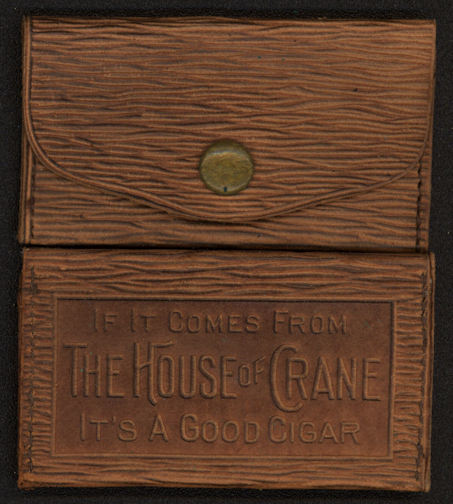 If It Comes From
The House of Crane
It's A Good Cigar